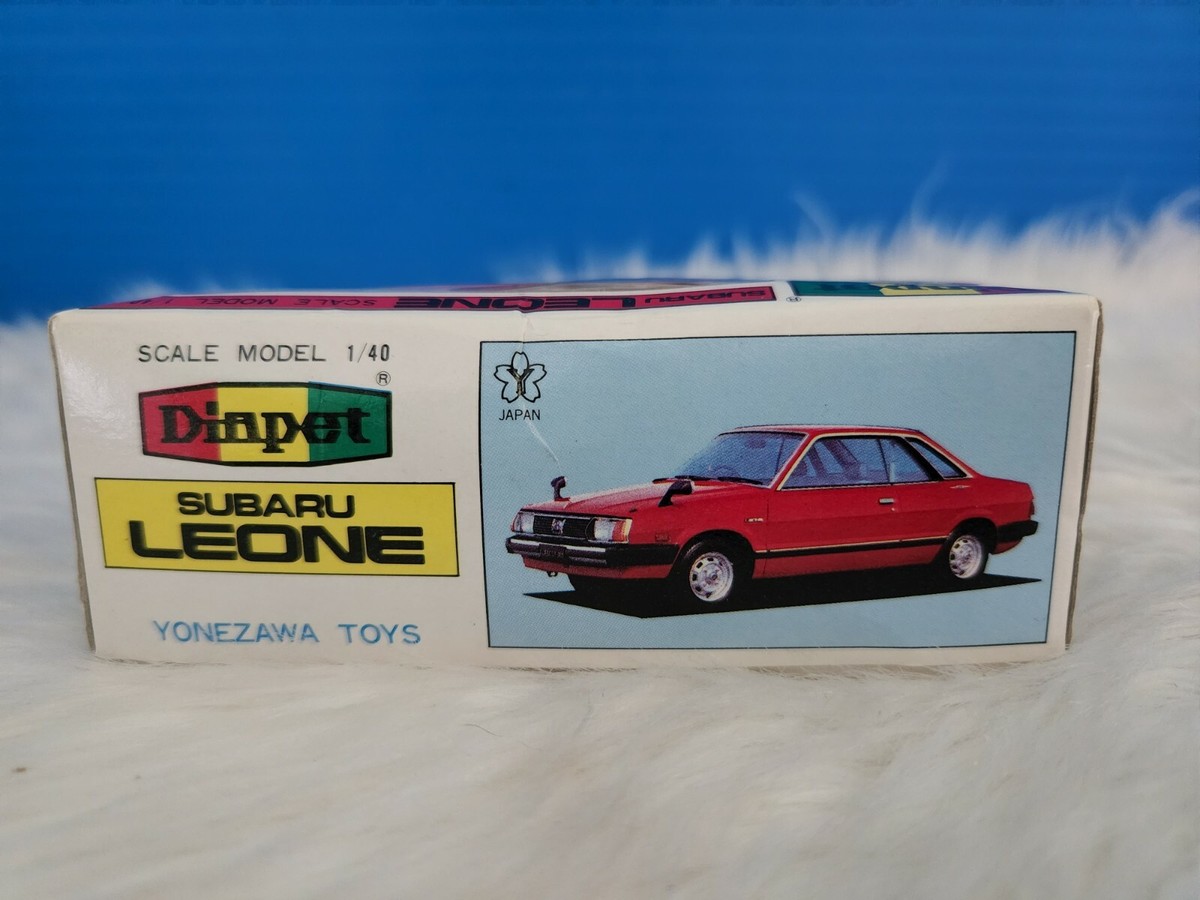 SUBARU LEONE SCALE MODEL 1/40
®
SCALE MODEL 1/40
®
Diapet
SUBARU
LEONE
YONEZAWA TOYS
Y
JAPAN